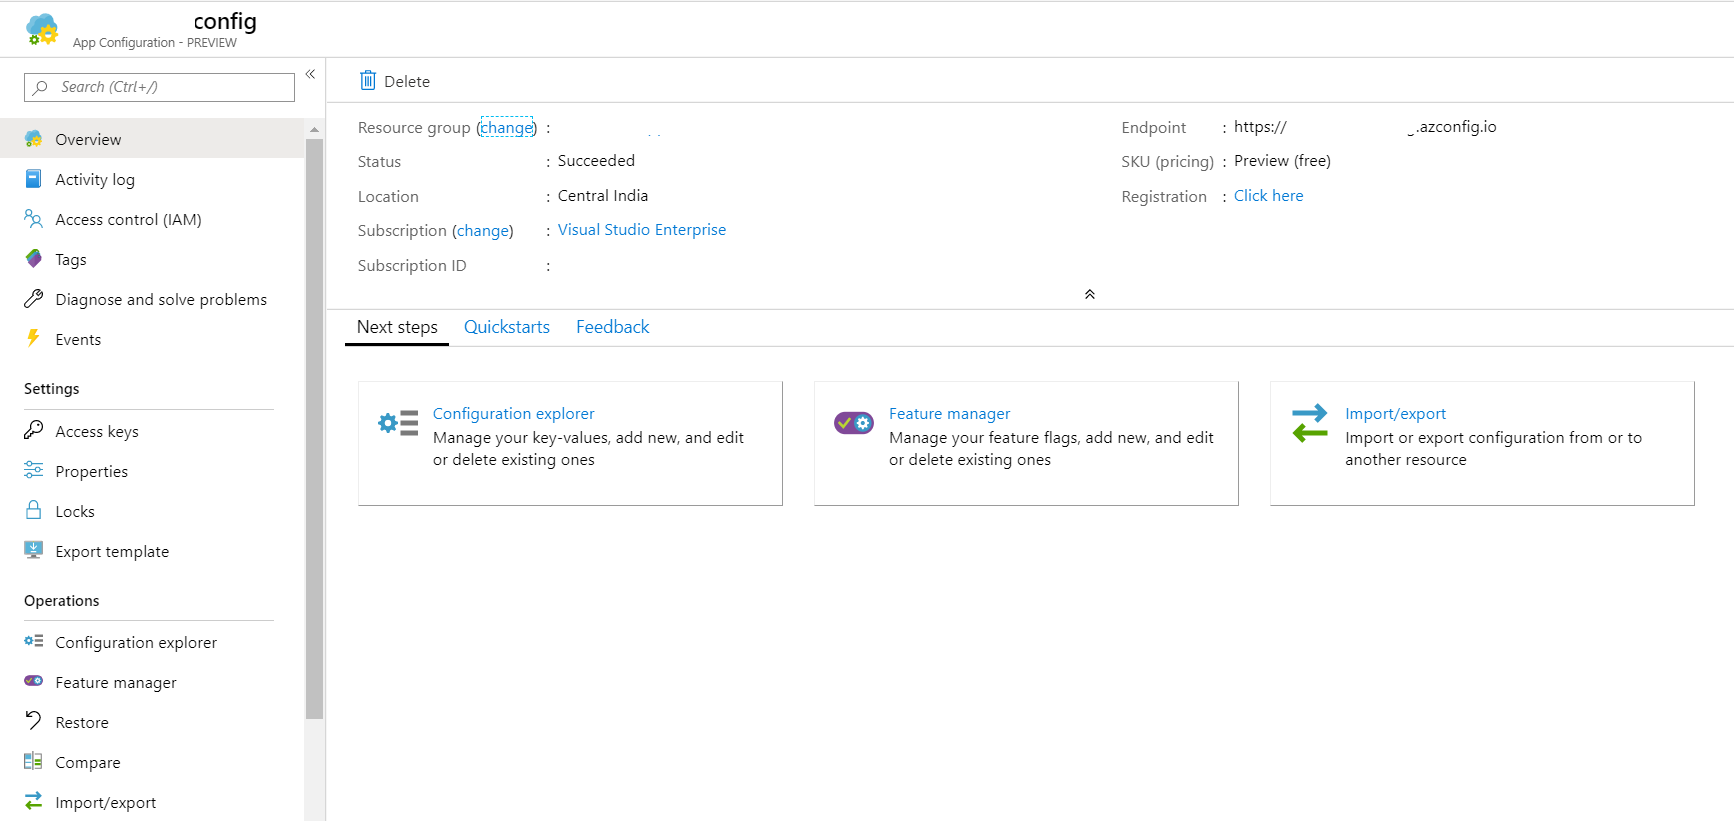 config
App Configuration - PREVIEW
Search (Ctrl+/)
«
Overview
Activity log
Access control (IAM)
Tags
Diagnose and solve problems
Events
Settings
Access keys
Properties
Locks
Export template
Operations
Configuration explorer
Feature manager
Restore
Compare
Import/export
Delete
Resource group (change) :
Status : Succeeded
Location : Central India
Subscription (change) : Visual Studio Enterprise
Subscription ID :
Endpoint : https:// .azconfig.io
SKU (pricing) : Preview (free)
Registration : Click here
Next steps Quickstarts Feedback
Configuration explorer
Manage your key-values, add new, and edit
or delete existing ones
Feature manager
Manage your feature flags, add new, and edit
or delete existing ones
Import/export
Import or export configuration from or to
another resource